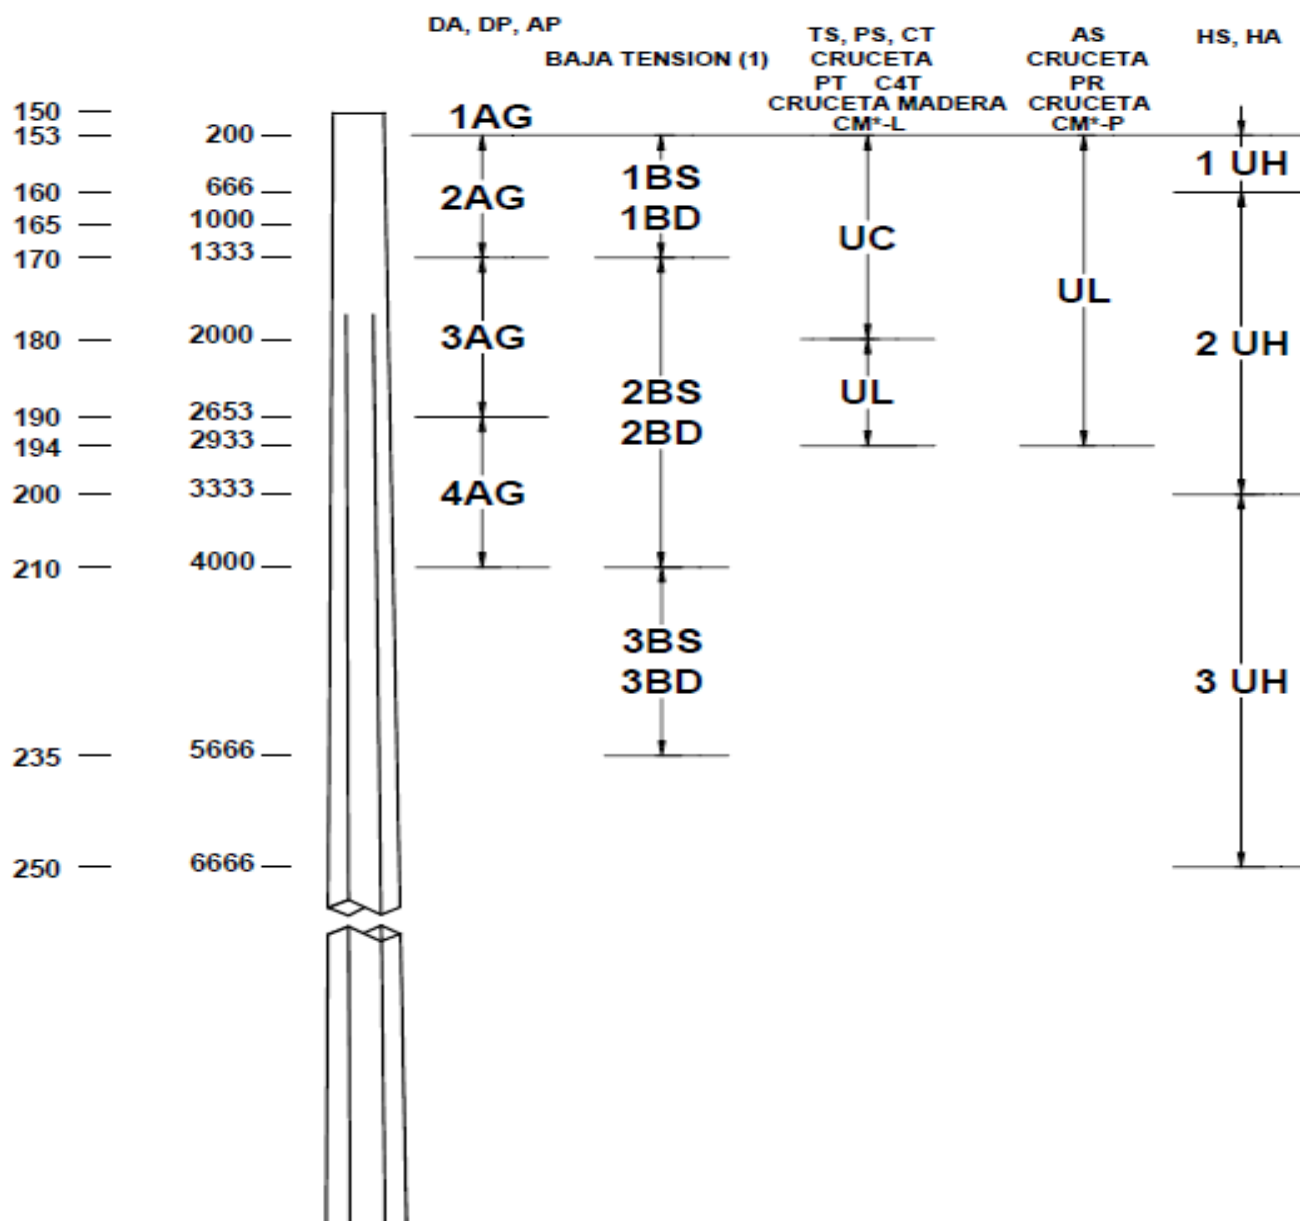 DA, DP, AP
BAJA TENSION (1)
TS, PS, CT
CRUCETA
PT C4T
CRUCETA MADERA
CM*-L
AS
CRUCETA
PR
CRUCETA
CM*-P
HS, HA
150
1AG
153 200
1 UH
1BS
160 666
2AG
165 1000
1BD
UC
170 1333
UL
180 2000
3AG
2 UH
2BS
UL
190 2653
2BD
194 2933
200 3333
4AG
210 4000
3BS
3BD
3 UH
235 5666
250 6666